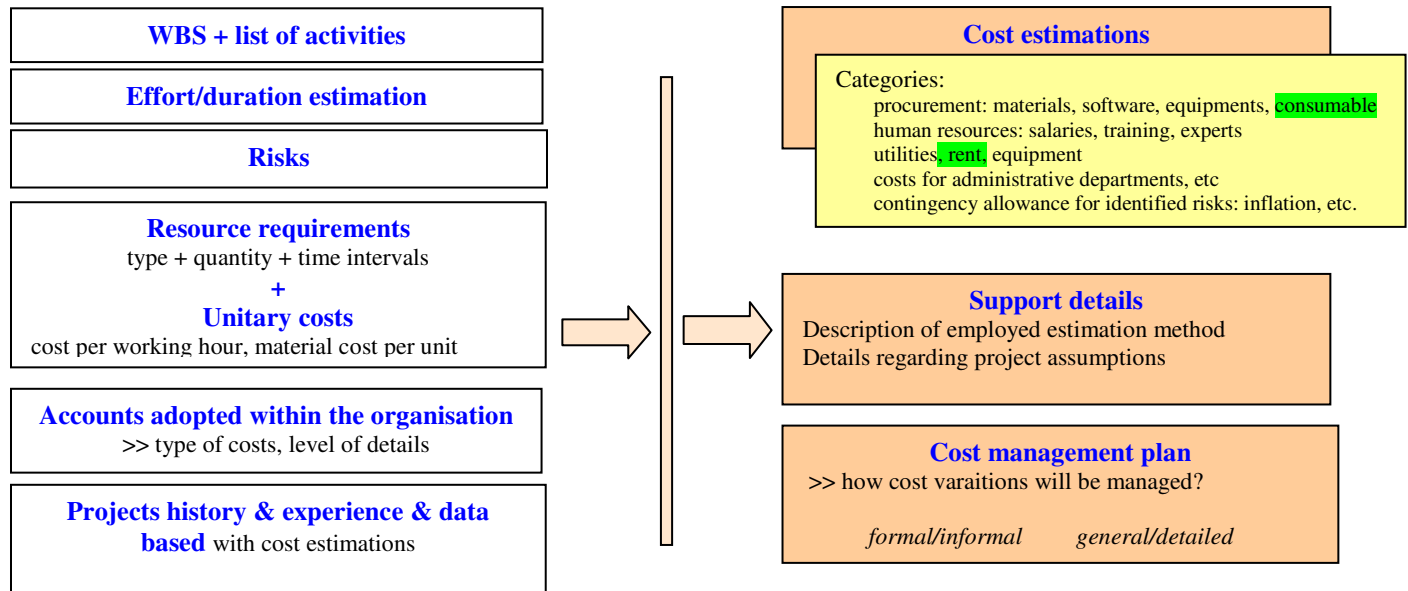 WBS + list of activities
Effort/duration estimation
Risks
Resource requirements
type + quantity + time intervals
+
Unitary costs
cost per working hour, material cost per unit
Accounts adopted within the organisation
>> type of costs, level of details
Projects history & experience & data
based with cost estimations
Cost estimations
Categories:
procurement: materials, software, equipments, consumable
human resources: salaries, training, experts
utilities, rent, equipment
costs for administrative departments, etc
contingency allowance for identified risks: inflation, etc.
Support details
Description of employed estimation method
Details regarding project assumptions
Cost management plan
>> how cost varaitions will be managed?
formal/informal general/detailed